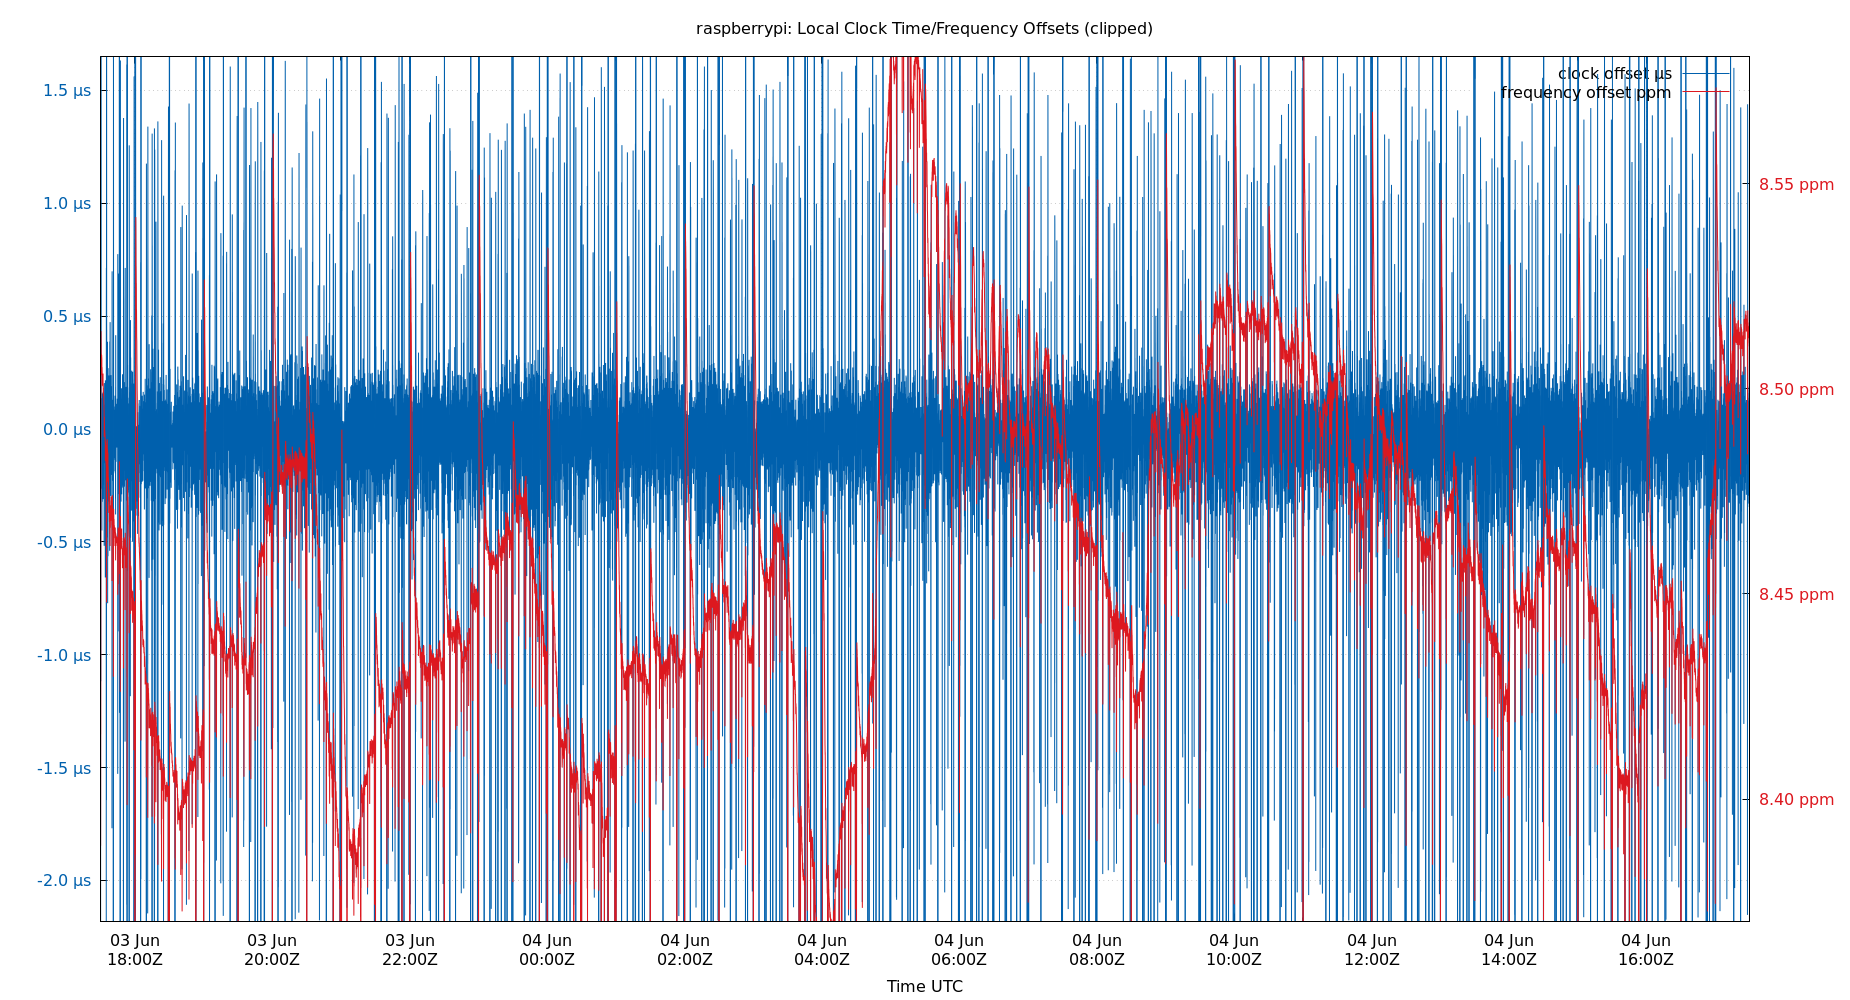 raspberrypi: Local Clock Time/Frequency Offsets (clipped)
clock offset µs
frequency offset ppm
1.5 µs
1.0 µs
0.5 µs
0.0 µs
-0.5 µs
-1.0 µs
-1.5 µs
-2.0 µs
8.55 ppm
8.50 ppm
8.45 ppm
8.40 ppm
03 Jun 03 Jun 03 Jun 04 Jun 04 Jun 04 Jun 04 Jun 04 Jun 04 Jun 04 Jun 04 Jun 04 Jun
18:00Z 20:00Z 22:00Z 00:00Z 02:00Z 04:00Z 06:00Z 08:00Z 10:00Z 12:00Z 14:00Z 16:00Z
Time UTC